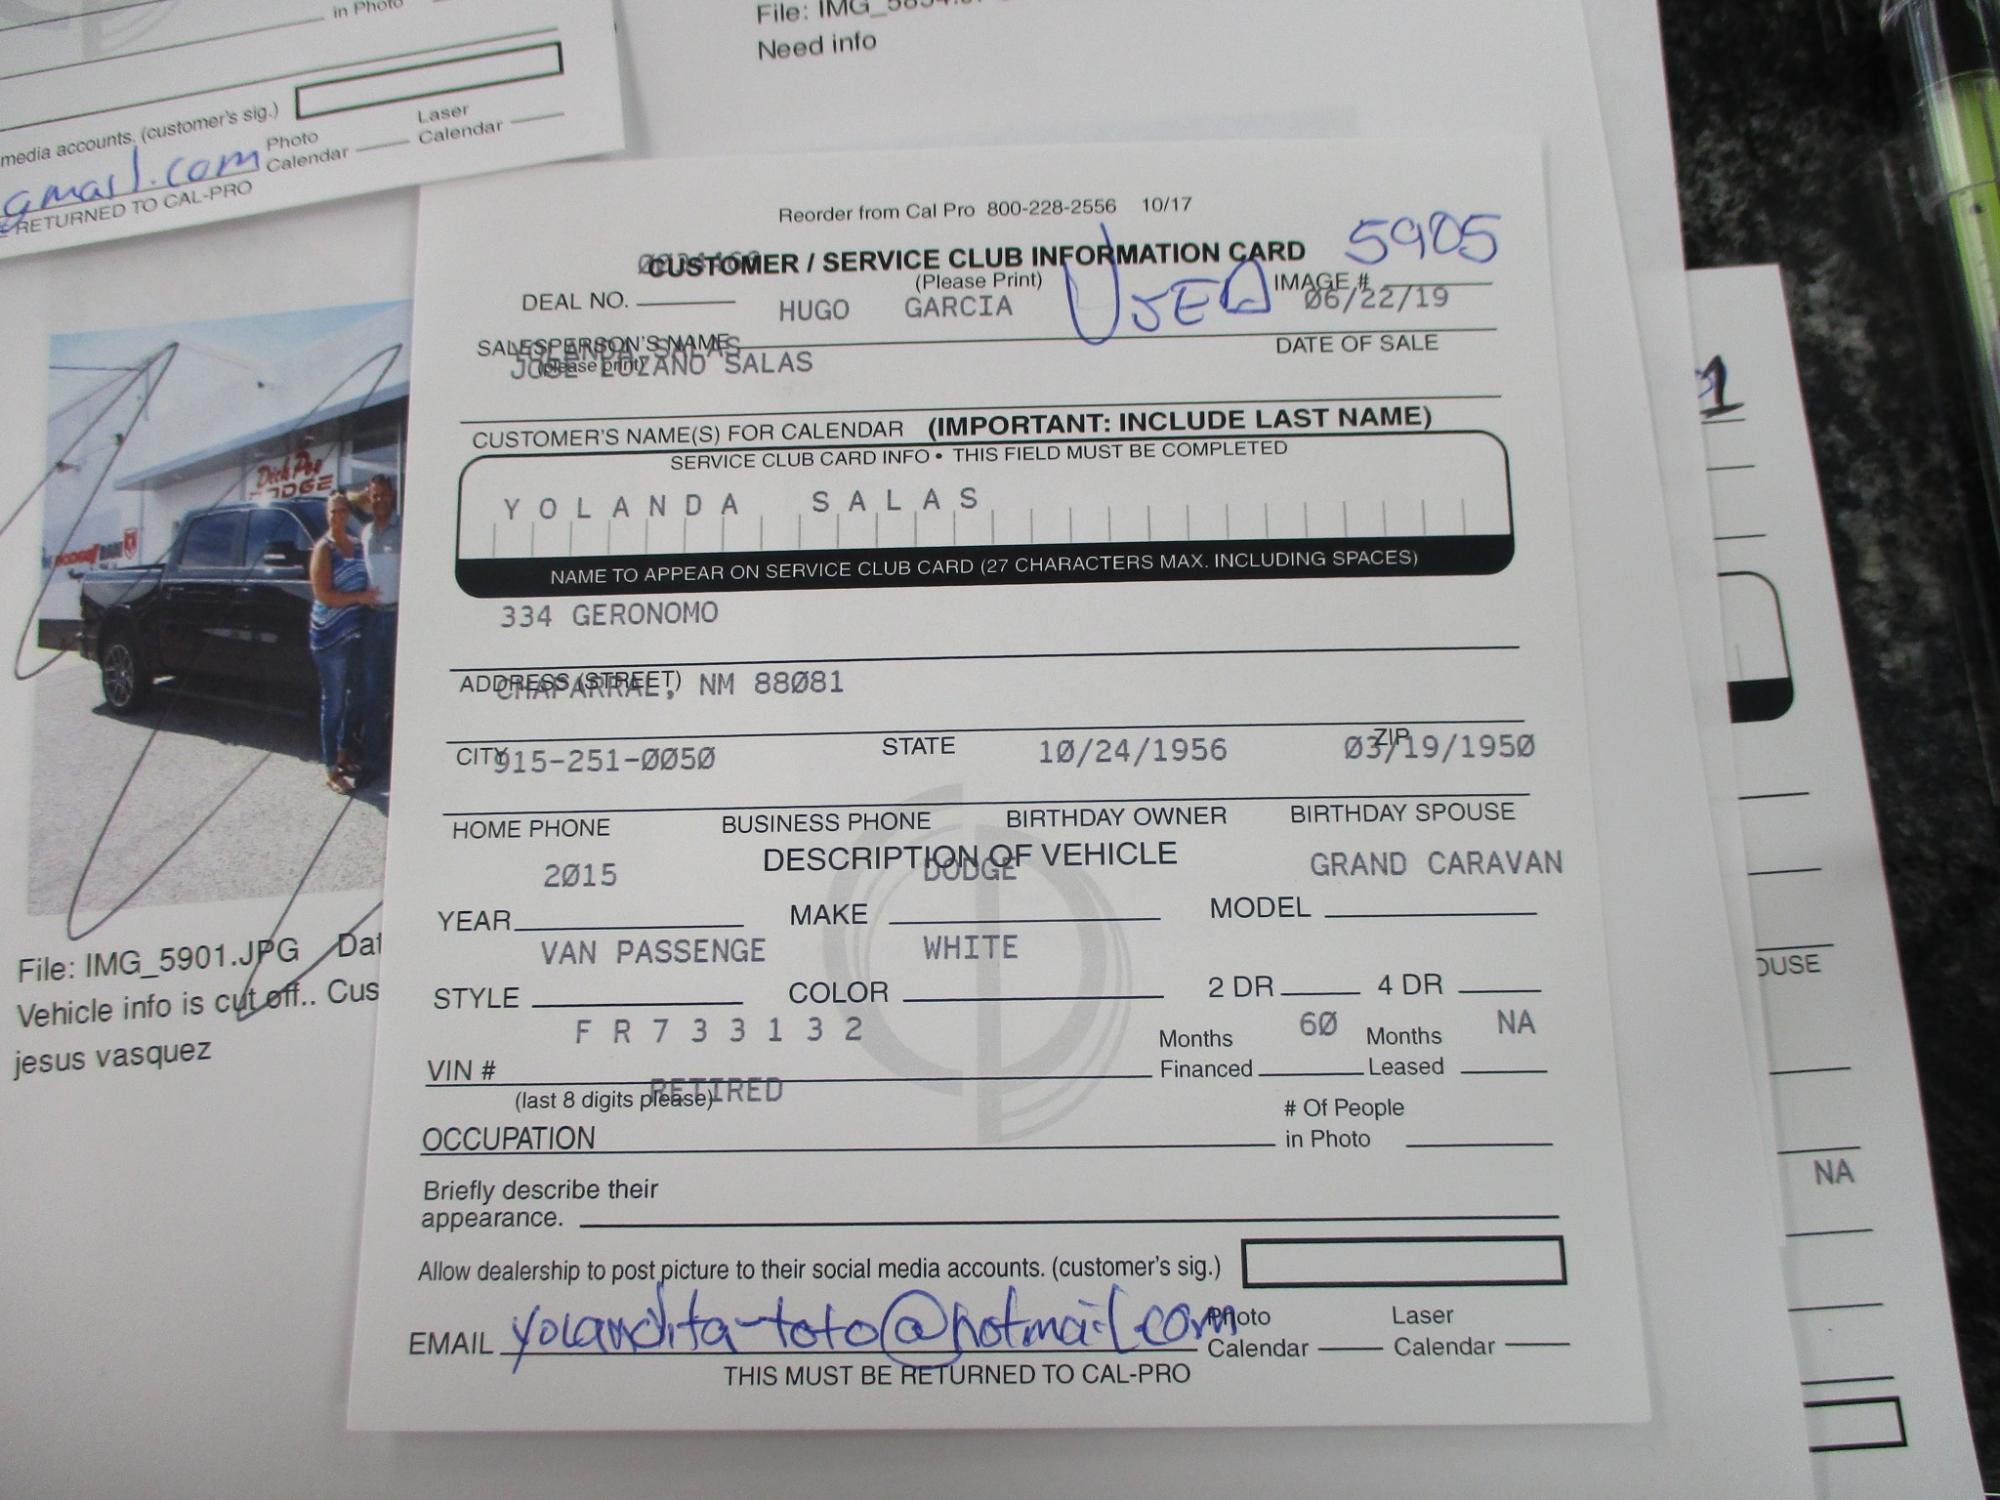 in Photo
media accounts. (customer's sig.)
Photo
Calendar
Laser
Calendar
gmail.com
RETURNED TO CAL-PRO
Need info
Reorder from Cal Pro 800-228-2556 10/17
CUSTOMER / SERVICE CLUB INFORMATION CARD
5905
(Please Print)
USED
IMAGE #
DEAL NO.
HUGO GARCIA
06/22/19
SALESPERSON'S NAME
(please print)
DATE OF SALE
YOLANDA SALAS
JOSE LOZANO SALAS
CUSTOMER'S NAME(S) FOR CALENDAR (IMPORTANT: INCLUDE LAST NAME)
SERVICE CLUB CARD INFO • THIS FIELD MUST BE COMPLETED
YOLANDA SALAS
NAME TO APPEAR ON SERVICE CLUB CARD (27 CHARACTERS MAX. INCLUDING SPACES)
334 GERONOMO
ADDRESS (STREET)
CHAPARRAL, NM 88081
CITY STATE ZIP
915-251-0050 10/24/1956 03/19/1950
HOME PHONE BUSINESS PHONE BIRTHDAY OWNER BIRTHDAY SPOUSE
DESCRIPTION OF VEHICLE
2015 DODGE GRAND CARAVAN
YEAR MAKE MODEL
VAN PASSENGE WHITE
STYLE COLOR 2 DR 4 DR
FR733132
Months Financed 60 Months Leased NA
VIN #
(last 8 digits please)
RETIRED
OCCUPATION
# Of People
in Photo
Briefly describe their
appearance.
Allow dealership to post picture to their social media accounts. (customer's sig.)
EMAIL yolandita-toto@hotmail.com
Photo
Calendar
Laser
Calendar
THIS MUST BE RETURNED TO CAL-PRO
Dick Poe
DODGE
File: IMG_5901.JPG
Vehicle info is cut off.. Cus
jesus vasquez
OUSE
NA